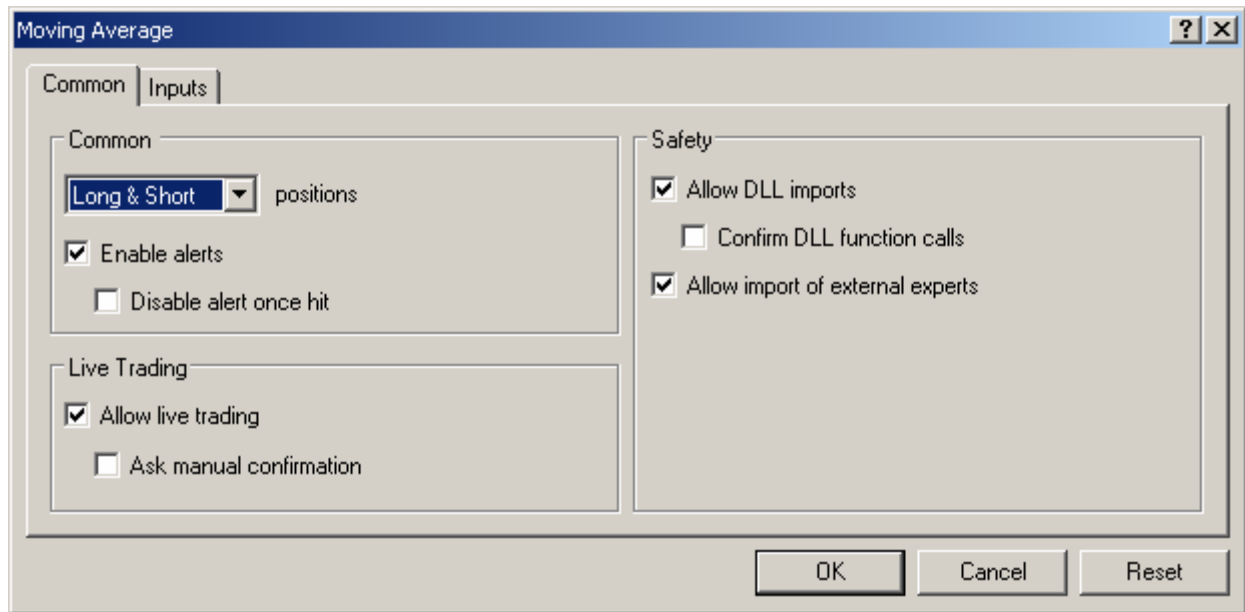 Moving Average
Common
Inputs
Common
Long & Short positions
Enable alerts
Disable alert once hit
Live Trading
Allow live trading
Ask manual confirmation
Safety
Allow DLL imports
Confirm DLL function calls
Allow import of external experts
OK
Cancel
Reset